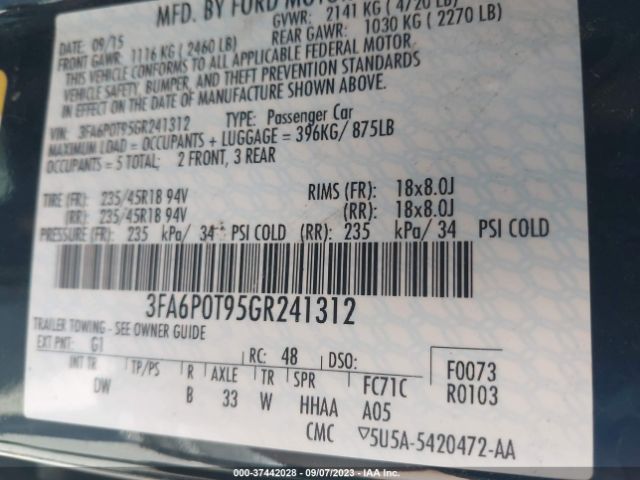 MFD. BY FORD MOTOR
DATE: 09/15 GVWR: 2141 KG ( 4720 LB)
FRONT GAWR: 1116 KG ( 2460 LB) REAR GAWR: 1030 KG ( 2270 LB)
THIS VEHICLE CONFORMS TO ALL APPLICABLE FEDERAL MOTOR
VEHICLE SAFETY, BUMPER, AND THEFT PREVENTION STANDARDS
IN EFFECT ON THE DATE OF MANUFACTURE SHOWN ABOVE.
VIN: 3FA6P0T95GR241312 TYPE: Passenger Car
MAXIMUM LOAD = OCCUPANTS + LUGGAGE = 396KG/ 875LB
OCCUPANTS = 5 TOTAL; 2 FRONT, 3 REAR
TIRE (FR): 235/45R18 94V RIMS (FR): 18x8.0J
(RR): 235/45R18 94V (RR): 18x8.0J
PRESSURE (FR): 235 kPa/ 34 PSI COLD (RR): 235 kPa/ 34 PSI COLD
3FA6P0T95GR241312
TRAILER TOWING - SEE OWNER GUIDE
EXT PNT: G1 RC: 48 DSO: F0073
INT TR TP/PS R AXLE TR SPR FC71C R0103
DW B 33 W HHAA A05
CMC ▽5U5A-5420472-AA
000-37442028 - 09/07/2023 - IAAI.com